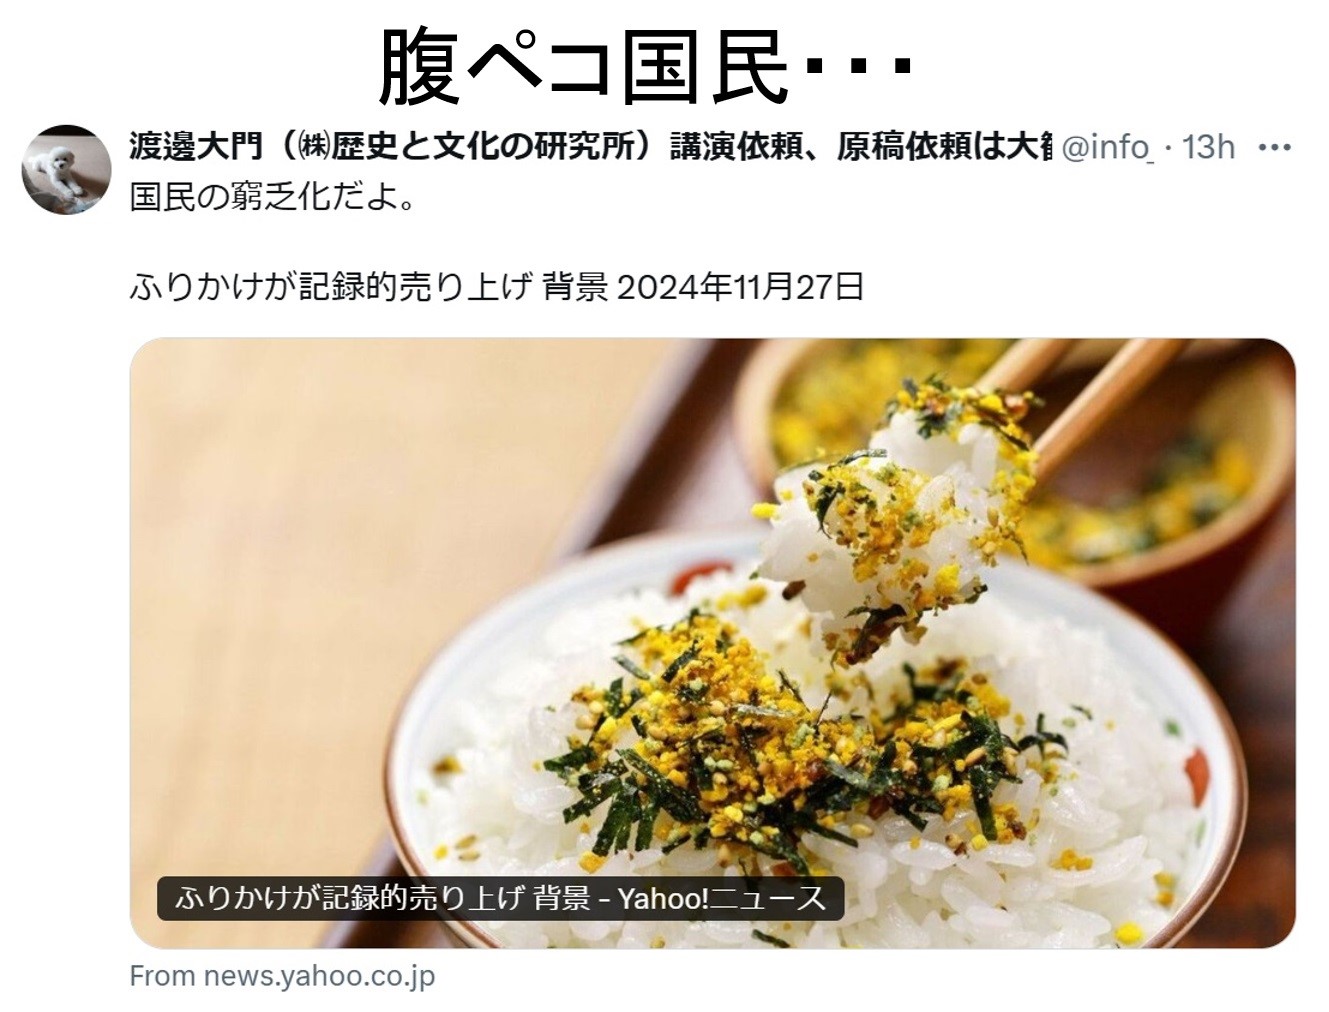 腹ペコ国民・・・
渡邊大門（㈱歴史と文化の研究所）講演依頼、原稿依頼は大 @info_ · 13h ···
国民の窮乏化だよ。
ふりかけが記録的売り上げ 背景 2024年11月27日
ふりかけが記録的売り上げ 背景 - Yahoo!ニュース
From news.yahoo.co.jp